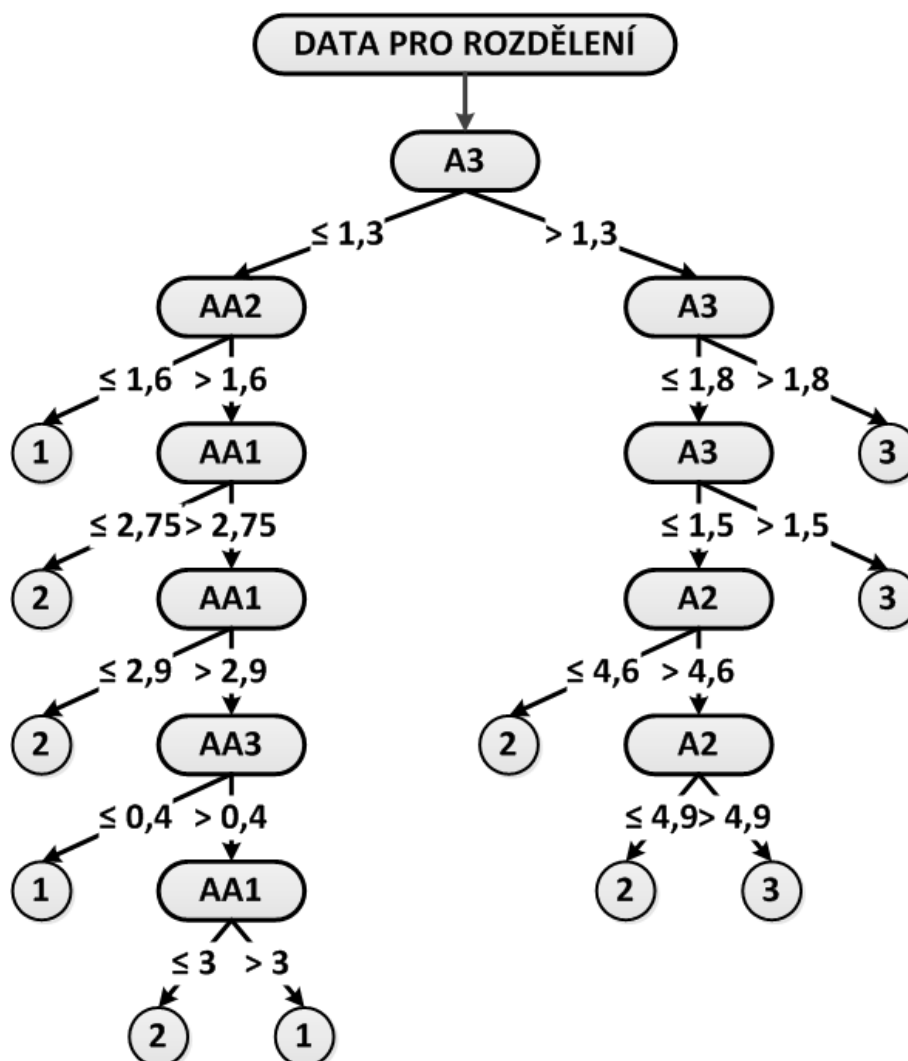 DATA PRO ROZDĚLENÍ
A3
≤ 1,3 > 1,3
AA2 A3
≤ 1,6 > 1,6 ≤ 1,8 > 1,8
1 AA1 A3 3
≤ 2,75 > 2,75 ≤ 1,5 > 1,5
2 AA1 A2 3
≤ 2,9 > 2,9 ≤ 4,6 > 4,6
2 AA3 2 A2
≤ 0,4 > 0,4 ≤ 4,9 > 4,9
1 AA1 2 3
≤ 3 > 3
2 1